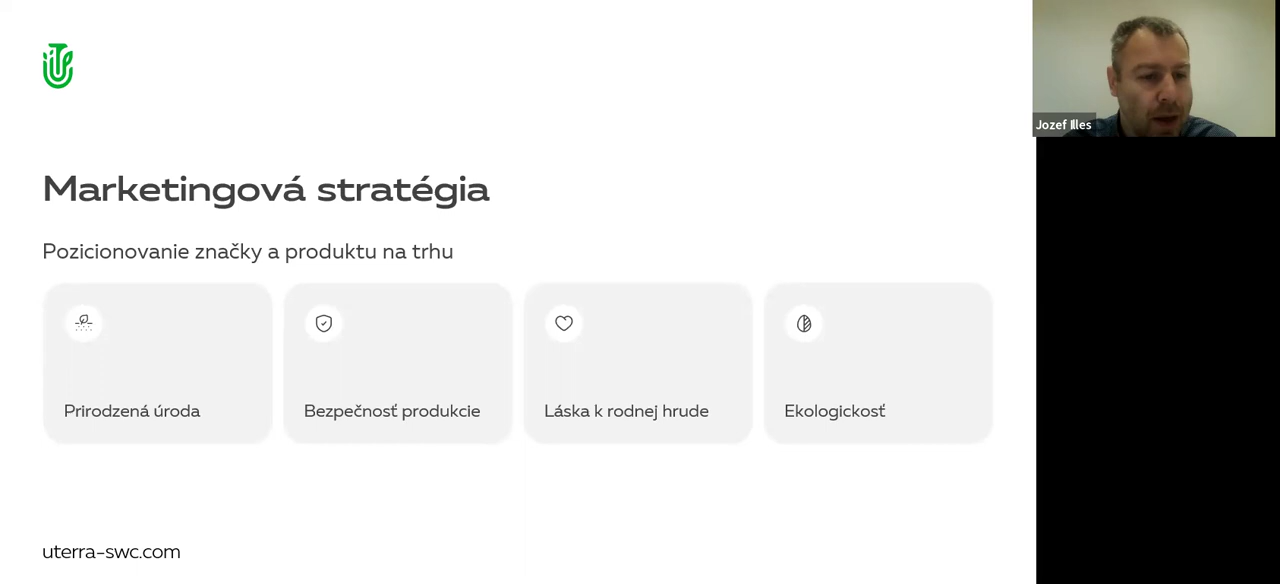 Marketingová stratégia
Pozicionovanie značky a produktu na trhu
Prirodzená úroda
Bezpečnosť produkcie
Láska k rodnej hrude
Ekologickosť
uterra-swc.com
Jozef Illes